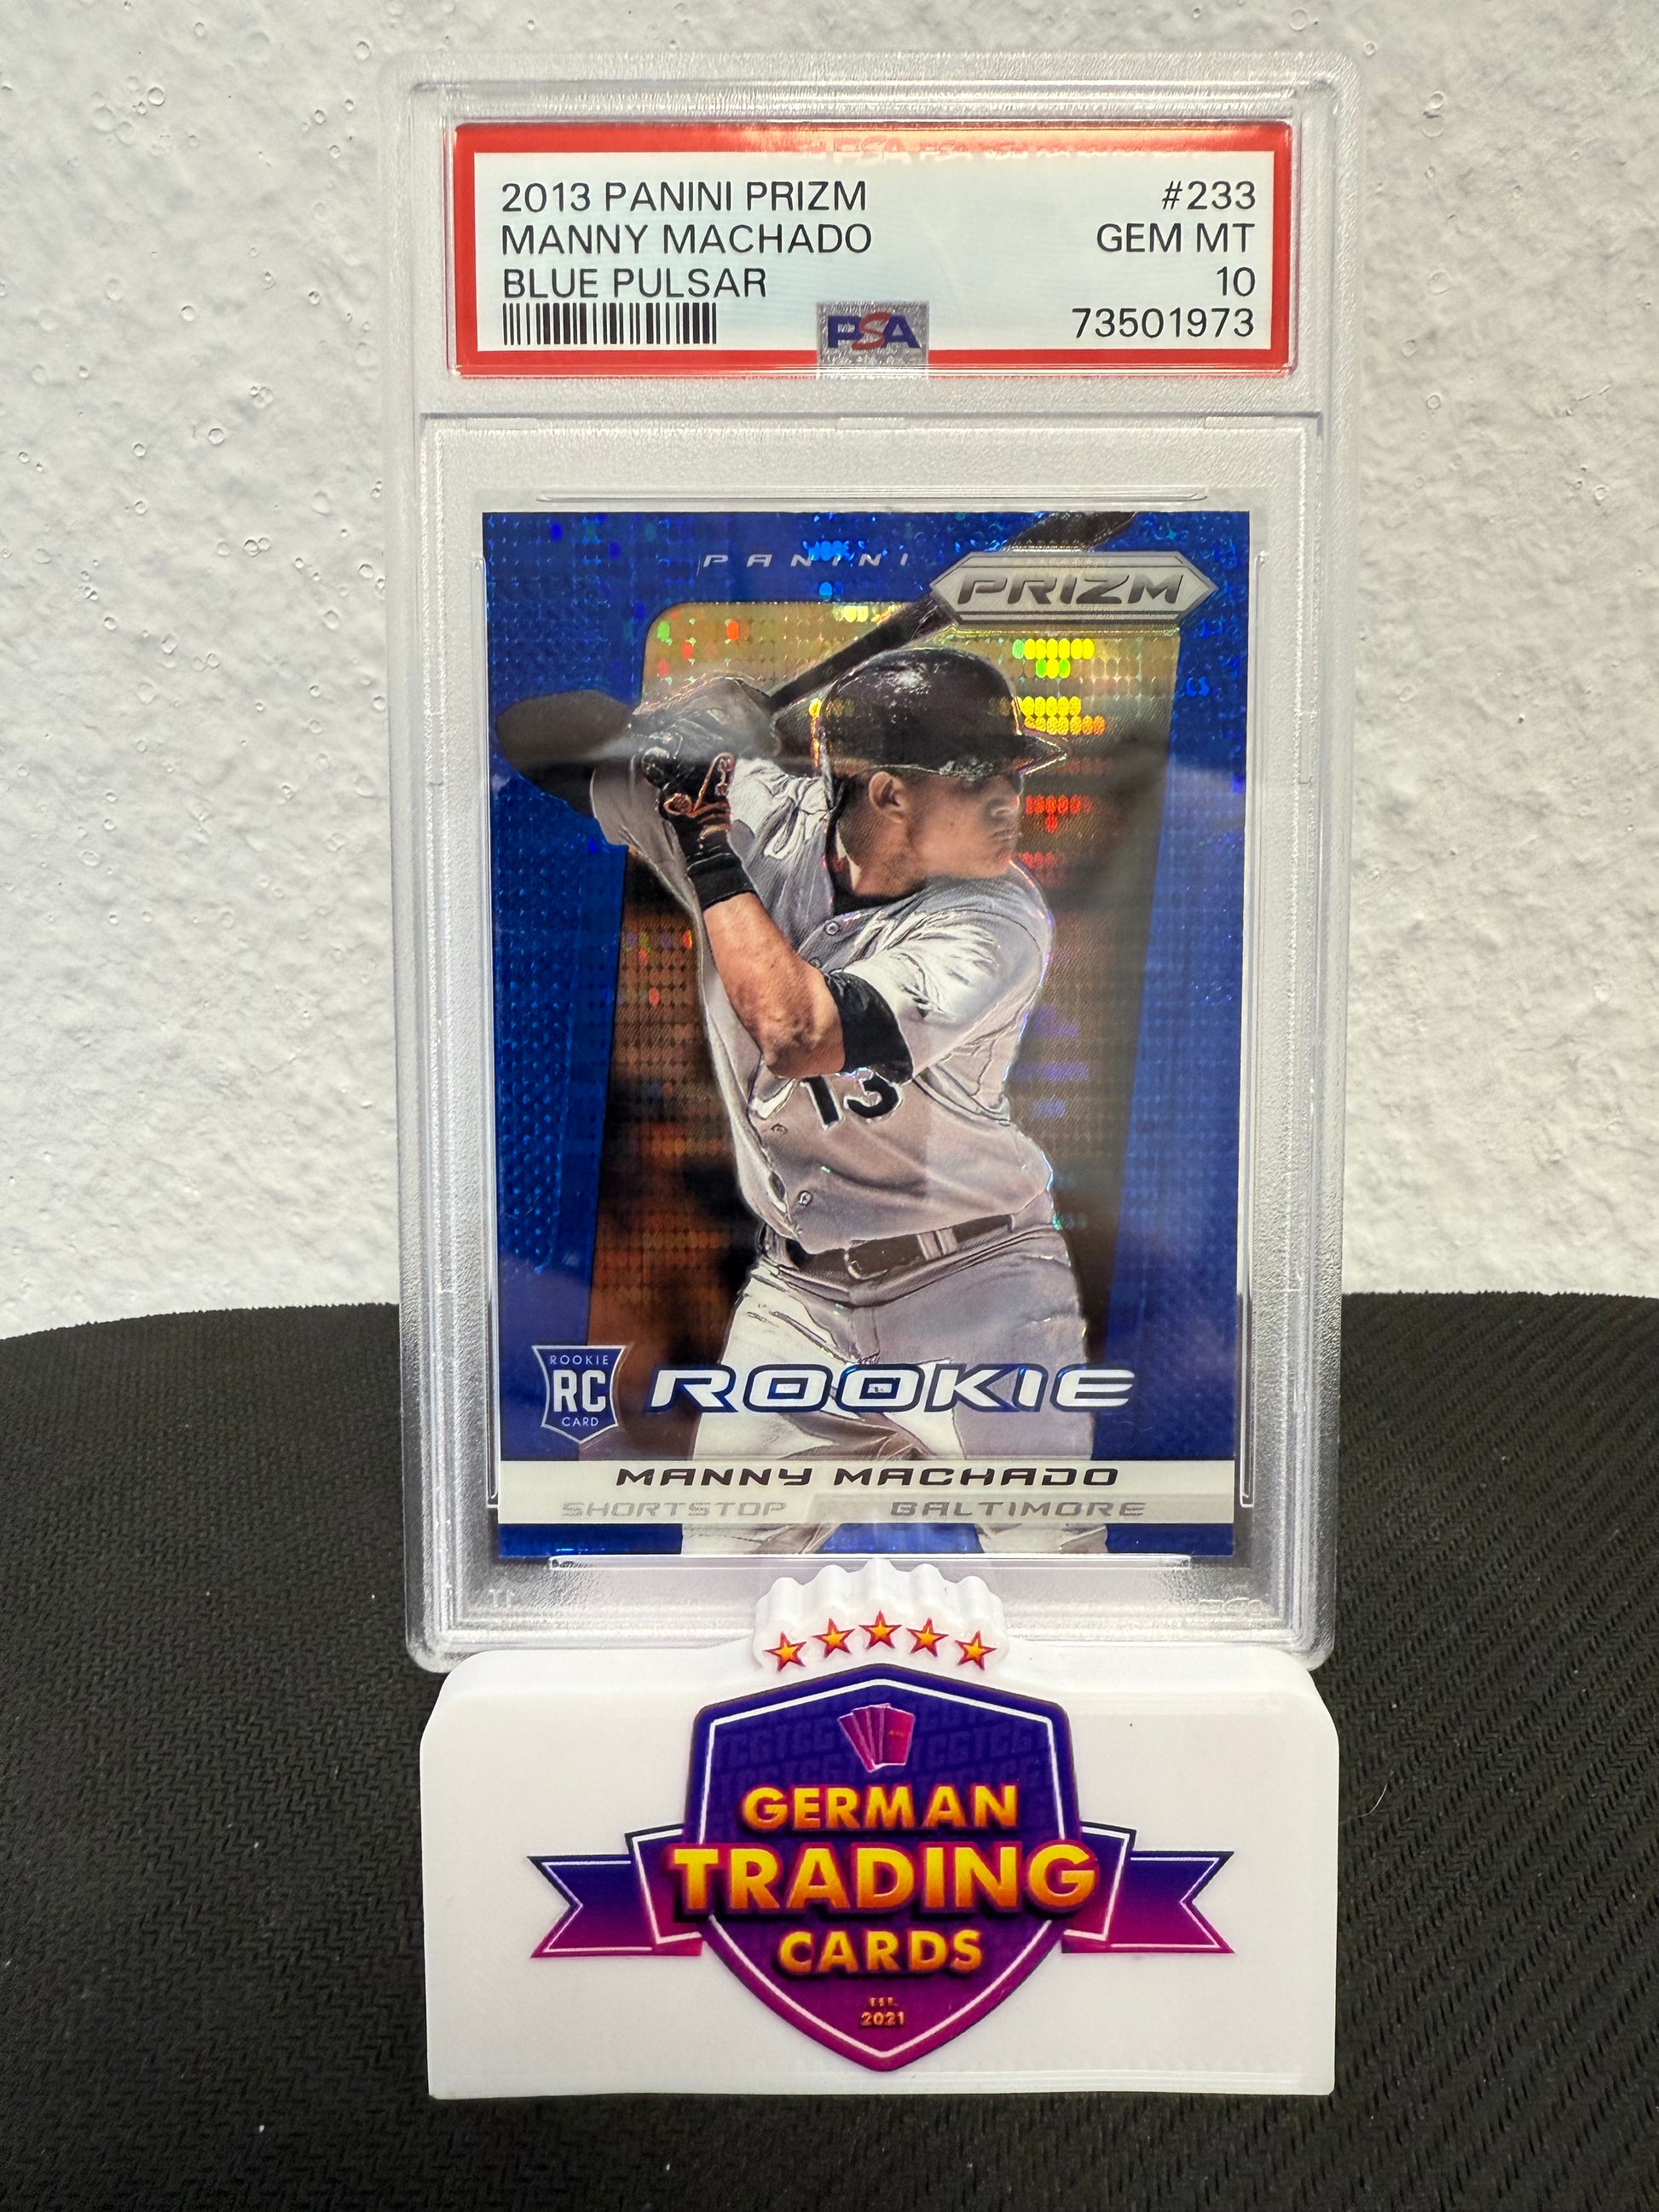 2013 PANINI PRIZM #233
MANNY MACHADO GEM MT
BLUE PULSAR 10
PSA 73501973
PANINI
PRIZM
13
ROOKIE
RC
CARD
ROOKIE
MANNY MACHADO
SHORTSTOP BALTIMORE
GERMAN
TRADING
CARDS
EST.
2021